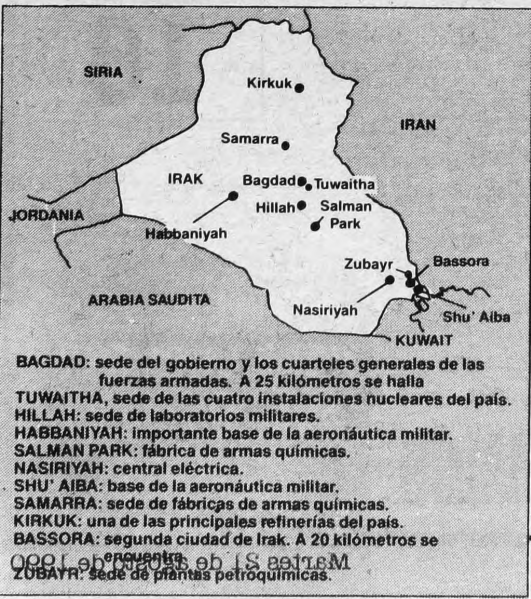 SIRIA
Kirkuk
IRAN
Samarra
IRAK
Bagdad
Tuwaitha
Hillah
Salman
Park
JORDANIA
Habbaniyah
Zubayr
Bassora
ARABIA SAUDITA
Nasiriyah
Shu' Aiba
KUWAIT
BAGDAD: sede del gobierno y los cuarteles generales de las
fuerzas armadas. A 25 kilómetros se halla
TUWAITHA, sede de las cuatro instalaciones nucleares del país.
HILLAH: sede de laboratorios militares.
HABBANIYAH: importante base de la aeronáutica militar.
SALMAN PARK: fábrica de armas químicas.
NASIRIYAH: central eléctrica.
SHU' AIBA: base de la aeronáutica militar.
SAMARRA: sede de fábricas de armas químicas.
KIRKUK: una de las principales refinerías del país.
BASSORA: segunda ciudad de Irak. A 20 kilómetros se
encuentra
Martes 21 de agosto de 1990
ZUBAYR: sede de plantas petroquímicas.